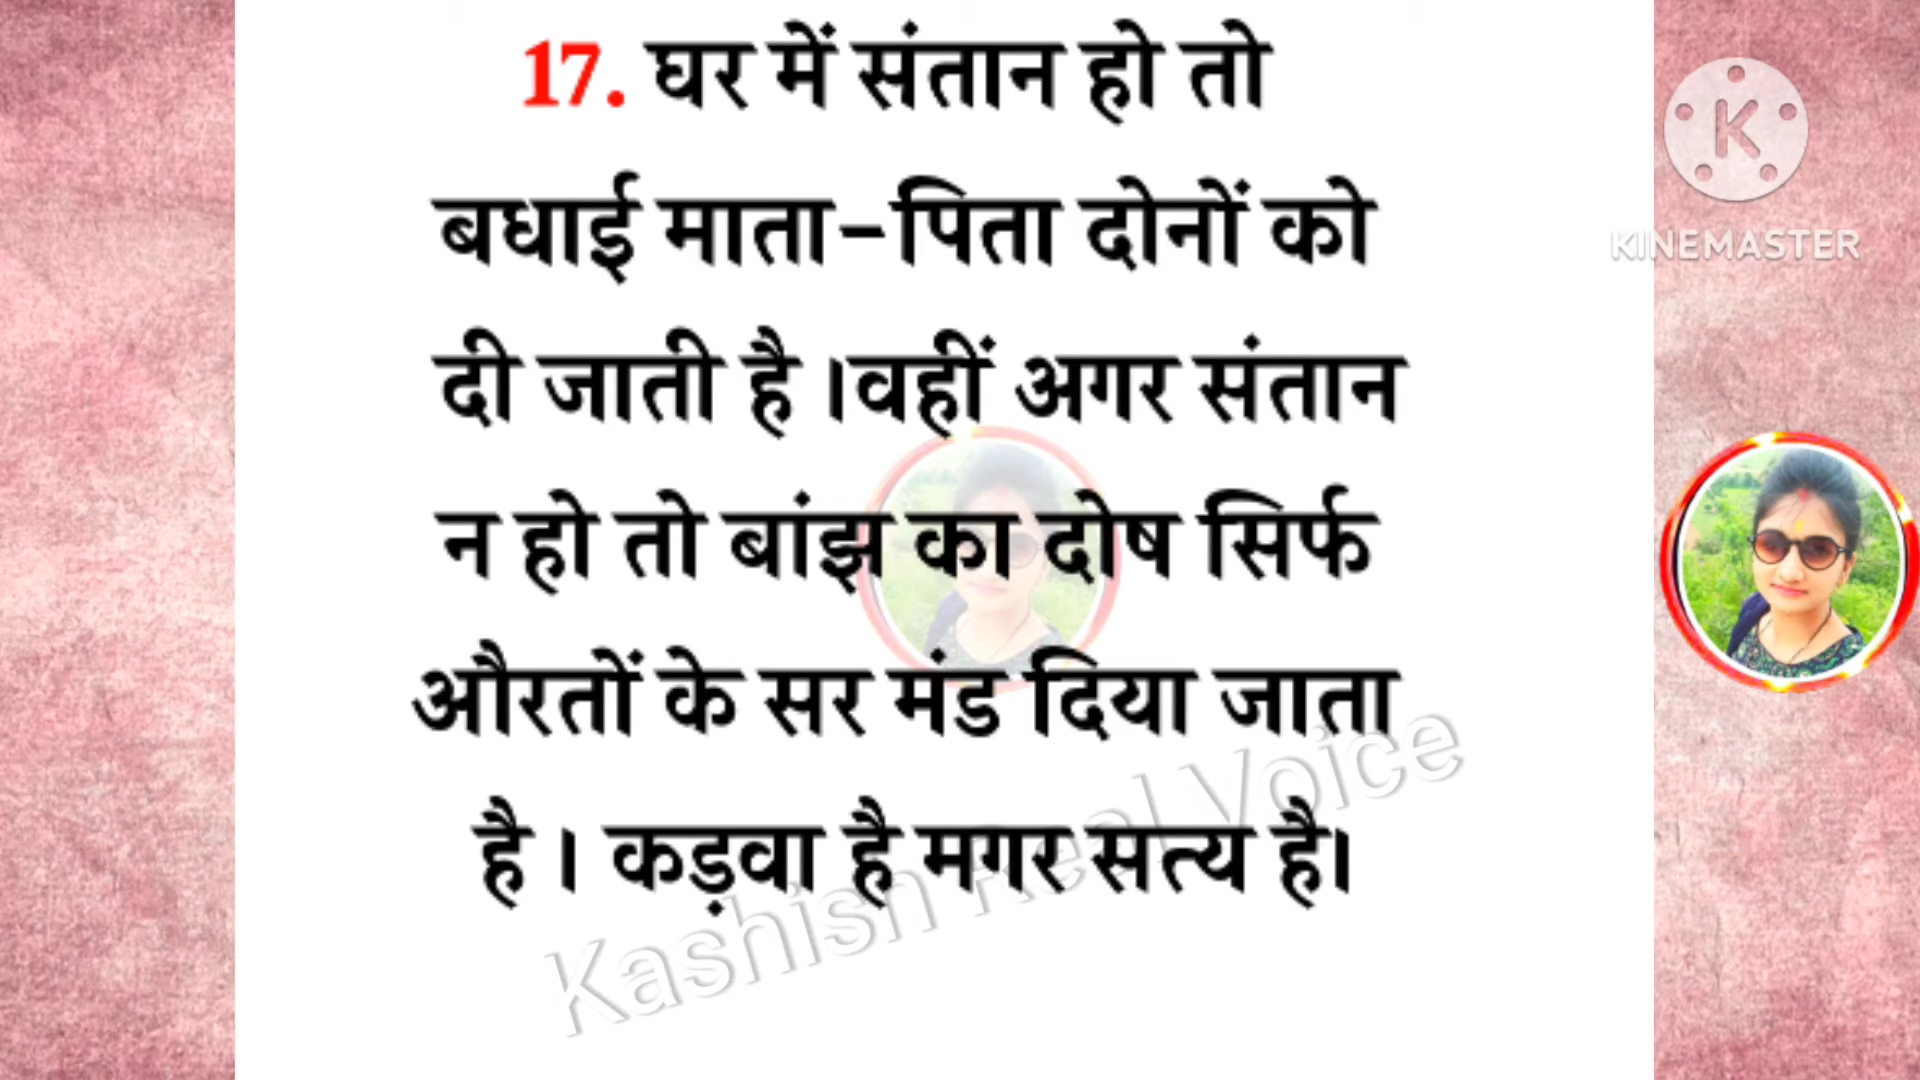 17. घर में संतान हो तो
बधाई माता-पिता दोनों को
दी जाती है ।वहीं अगर संतान
न हो तो बांझ का दोष सिर्फ
औरतों के सर मंड दिया जाता
है । कड़वा है मगर सत्य है।
Kashish Real Voice
K
KINEMASTER